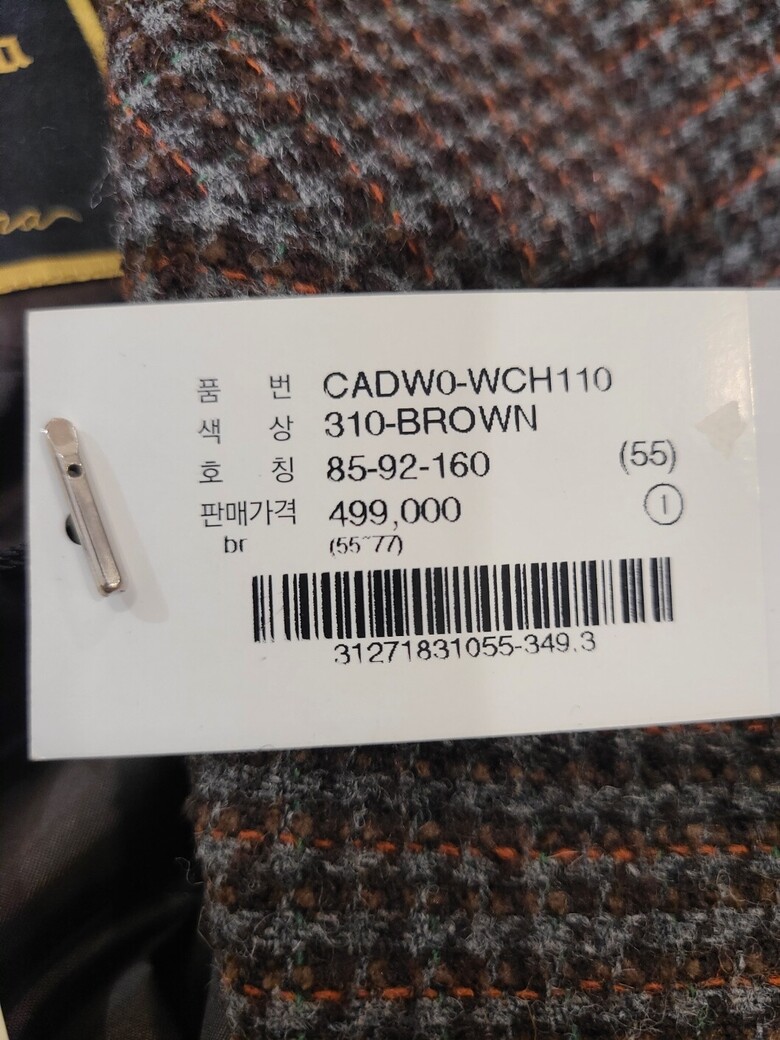 품 번 CADW0-WCH110
색 상 310-BROWN
호 칭 85-92-160 (55)
판매가격 499,000 ①
br (55~77)
31271831055-349.3